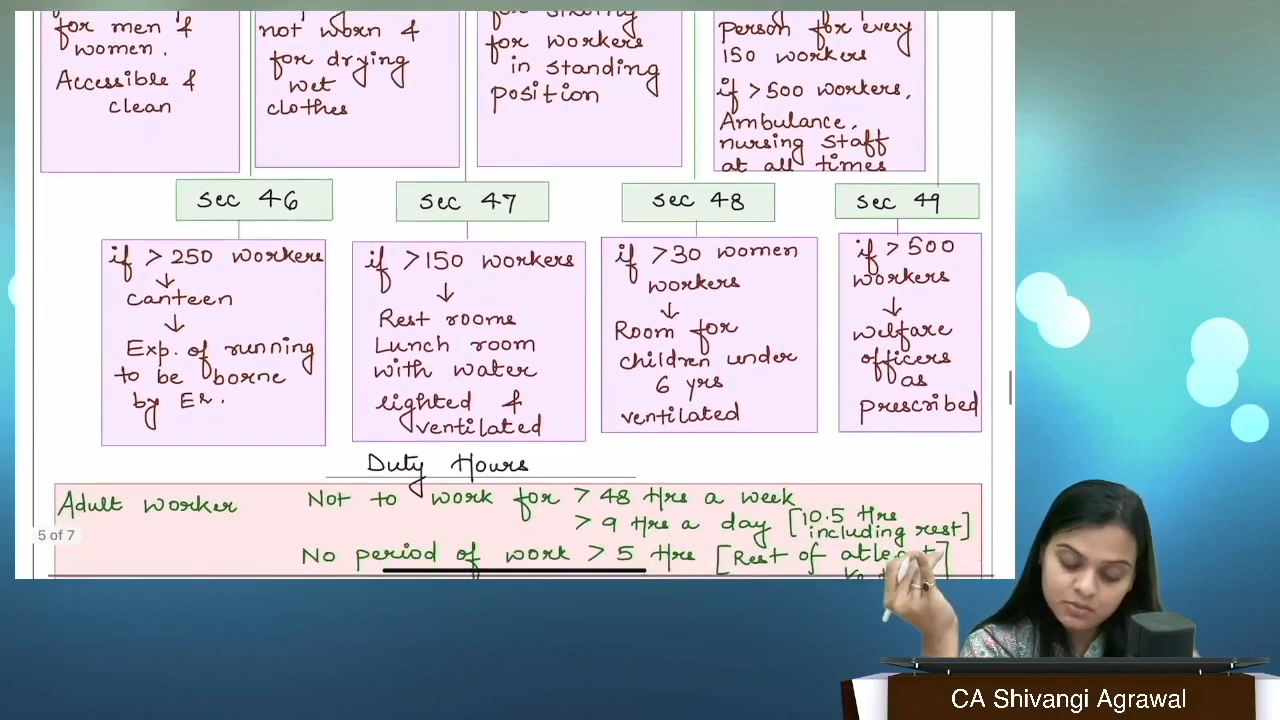 for men &
women.
Accessible &
clean
not worn &
for drying
wet
clothes
for sitting
for workers
in standing
position
person for every
150 workers
if > 500 workers,
Ambulance,
nursing staff
at all times
sec 46
if > 250 workers
↓
canteen
↓
Exp. of running
to be borne
by Er.
sec 47
if > 150 workers
↓
Rest rooms
Lunch room
with water
lighted &
ventilated
sec 48
if > 30 women
workers
↓
Room for
children under
6 yrs
ventilated
sec 49
if > 500
workers
↓
welfare
officers
as
prescribed
Duty Hours
Adult worker Not to work for > 48 Hrs a week
> 9 Hrs a day [10.5 Hrs
including rest]
5 of 7
No period of work > 5 Hrs [Rest of atleast]
CA Shivangi Agrawal